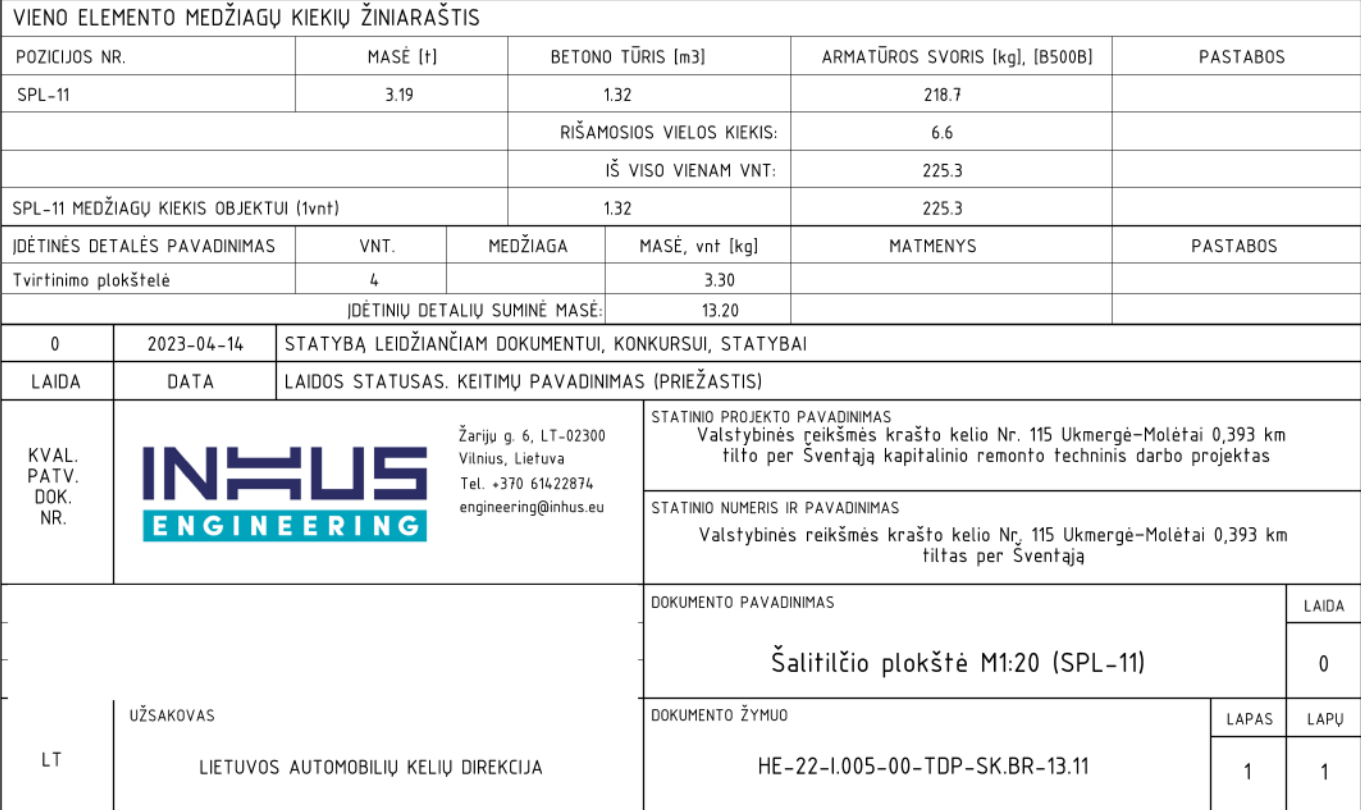 VIENO ELEMENTO MEDŽIAGŲ KIEKIŲ ŽINIARAŠTIS
POZICIJOS NR. MASĖ [t] BETONO TŪRIS [m3] ARMATŪROS SVORIS [kg], [B500B] PASTABOS
SPL-11 3.19 1.32 218.7
RIŠAMOSIOS VIELOS KIEKIS: 6.6
IŠ VISO VIENAM VNT: 225.3
SPL-11 MEDŽIAGŲ KIEKIS OBJEKTUI (1vnt) 1.32 225.3
ĮDĖTINĖS DETALĖS PAVADINIMAS VNT. MEDŽIAGA MASĖ, vnt [kg] MATMENYS PASTABOS
Tvirtinimo plokštelė 4 3.30
ĮDĖTINIŲ DETALIŲ SUMINĖ MASĖ: 13.20
0 2023-04-14 STATYBĄ LEIDŽIANČIAM DOKUMENTUI, KONKURSUI, STATYBAI
LAIDA DATA LAIDOS STATUSAS. KEITIMŲ PAVADINIMAS (PRIEŽASTIS)
KVAL.
PATV.
DOK.
NR.
INHUS
ENGINEERING
Žarijų g. 6, LT-02300
Vilnius, Lietuva
Tel. +370 61422874
engineering@inhus.eu
STATINIO PROJEKTO PAVADINIMAS
Valstybinės reikšmės krašto kelio Nr. 115 Ukmergė-Molėtai 0,393 km
tilto per Šventąją kapitalinio remonto techninis darbo projektas
STATINIO NUMERIS IR PAVADINIMAS
Valstybinės reikšmės krašto kelio Nr. 115 Ukmergė-Molėtai 0,393 km
tiltas per Šventąją
DOKUMENTO PAVADINIMAS
Šalitilčio plokštė M1:20 (SPL-11)
LAIDA
0
LT
UŽSAKOVAS
LIETUVOS AUTOMOBILIŲ KELIŲ DIREKCIJA
DOKUMENTO ŽYMUO
HE-22-I.005-00-TDP-SK.BR-13.11
LAPAS
1
LAPŲ
1